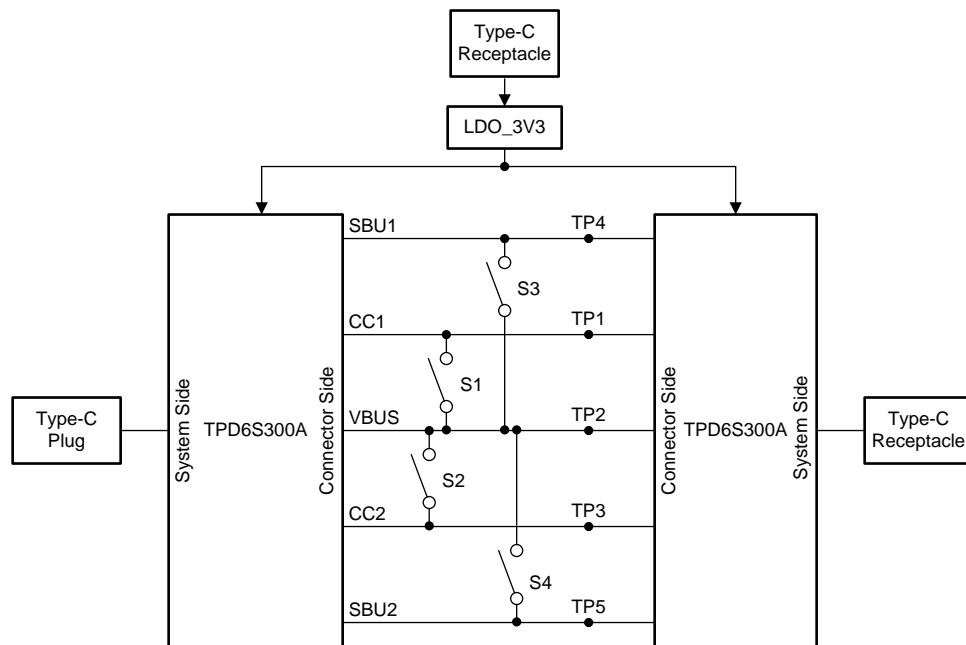 Type-C
Receptacle
LDO_3V3
SBU1
TP4
S3
CC1
TP1
S1
System Side
TPD6S300A
Connector Side
VBUS
TP2
Connector Side
TPD6S300A
System Side
Type-C
Plug
Type-C
Receptacle
S2
CC2
TP3
S4
SBU2
TP5